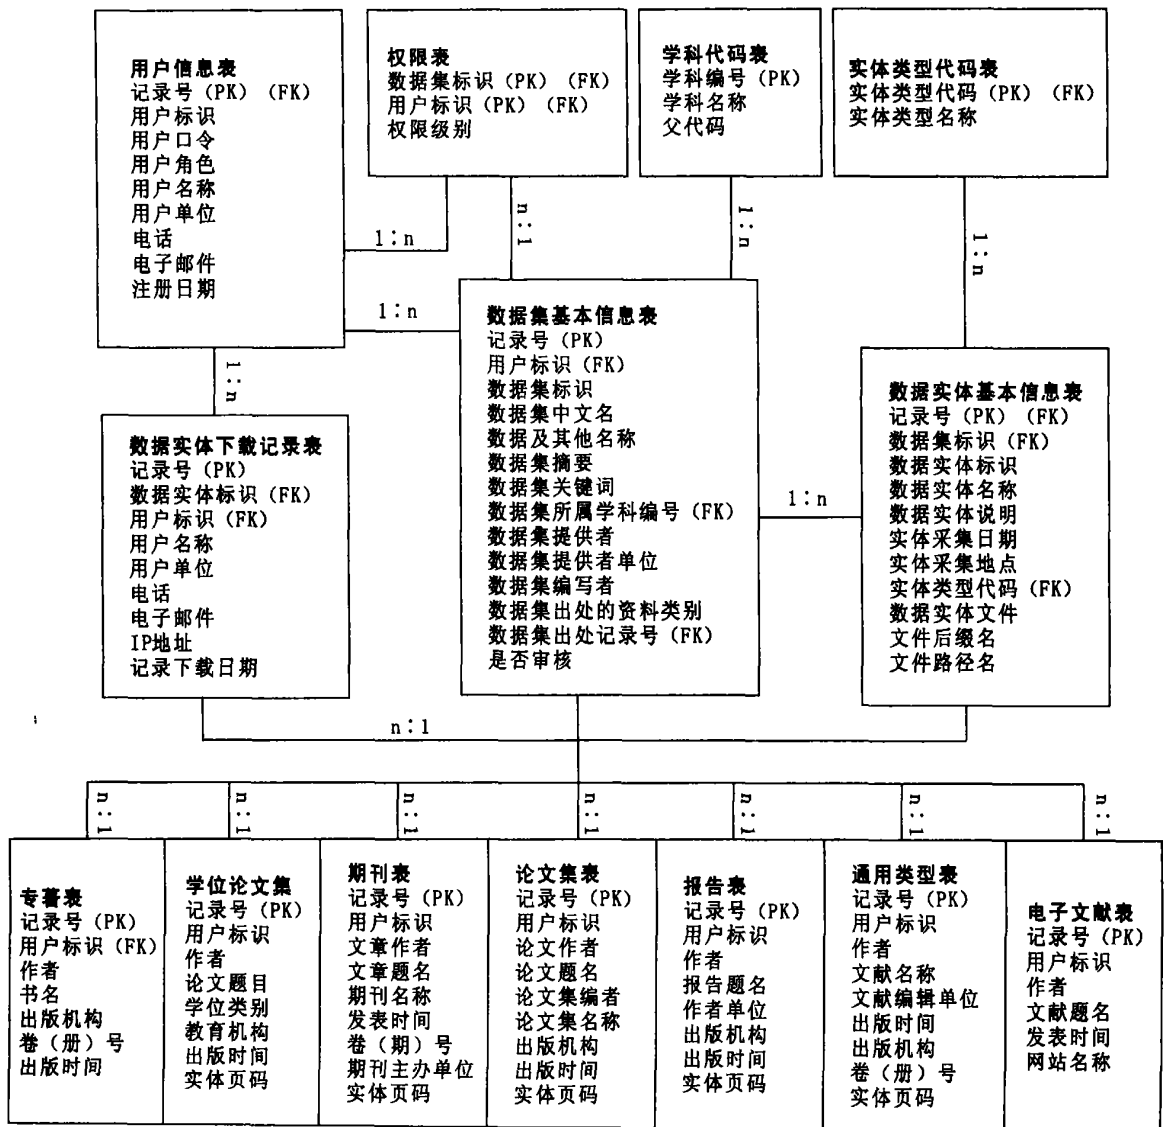 用户信息表
记录号（PK）（FK）
用户标识
用户口令
用户角色
用户名称
用户单位
电话
电子邮件
注册日期
权限表
数据集标识（PK）（FK）
用户标识（PK）（FK）
权限级别
学科代码表
学科编号（PK）
学科名称
父代码
实体类型代码表
实体类型代码（PK）（FK）
实体类型名称
1:n
n:1
1:n
1:n
1:n
1:n
数据集基本信息表
记录号（PK）
用户标识（FK）
数据集标识
数据集中文名
数据及其他名称
数据集摘要
数据集关键词
数据集所属学科编号（FK）
数据集提供者
数据集提供者单位
数据集编写者
数据集出处的资料类别
数据集出处记录号（FK）
是否审核
数据实体下载记录表
记录号（PK）
数据实体标识（FK）
用户标识（FK）
用户名称
用户单位
电话
电子邮件
IP地址
记录下载日期
1:n
数据实体基本信息表
记录号（PK）（FK）
数据集标识（FK）
数据实体标识
数据实体名称
数据实体说明
实体采集日期
实体采集地点
实体类型代码（FK）
数据实体文件
文件后缀名
文件路径名
n:1
n:1
n:1
n:1
n:1
n:1
n:1
n:1
专著表
记录号（PK）
用户标识（FK）
作者
书名
出版机构
卷（册）号
出版时间
学位论文集
记录号（PK）
用户标识
作者
论文题目
学位类别
教育机构
出版时间
实体页码
期刊表
记录号（PK）
用户标识
文章作者
文章题名
期刊名称
发表时间
卷（期）号
期刊主办单位
实体页码
论文集表
记录号（PK）
用户标识
论文作者
论文题名
论文集编者
论文集名称
出版机构
出版时间
实体页码
报告表
记录号（PK）
用户标识
作者
报告题名
作者单位
出版机构
出版时间
实体页码
通用类型表
记录号（PK）
用户标识
作者
文献名称
文献编辑单位
出版时间
出版机构
卷（册）号
实体页码
电子文献表
记录号（PK）
用户标识
作者
文献题名
发表时间
网站名称